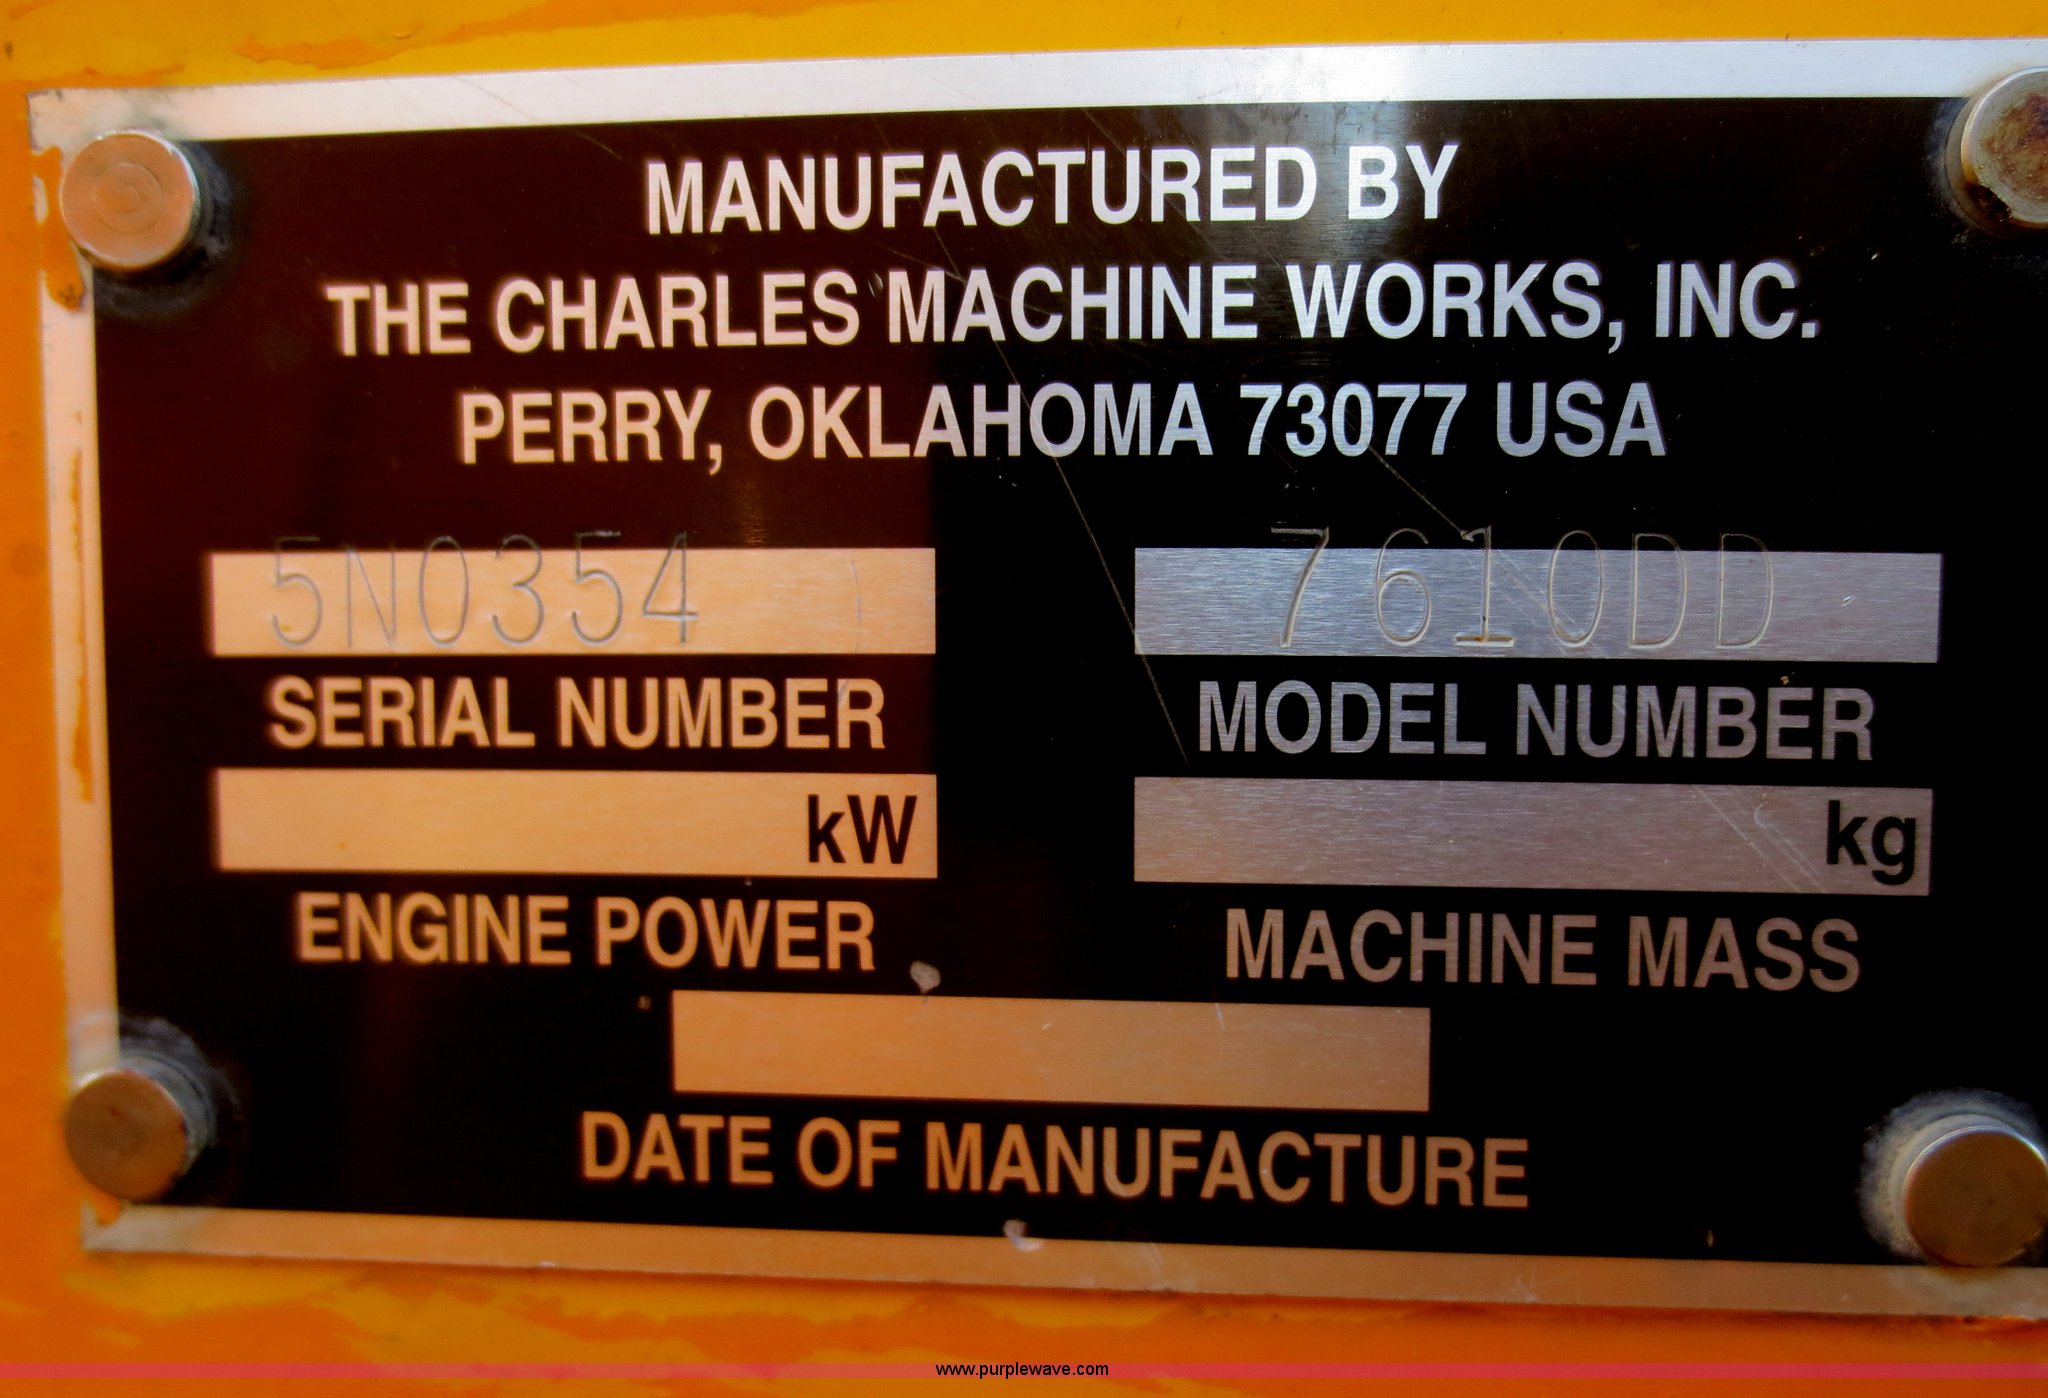 MANUFACTURED BY
THE CHARLES MACHINE WORKS, INC.
PERRY, OKLAHOMA 73077 USA
5N0354 7610DD
SERIAL NUMBER MODEL NUMBER
kW kg
ENGINE POWER MACHINE MASS
DATE OF MANUFACTURE
www.purplewave.com